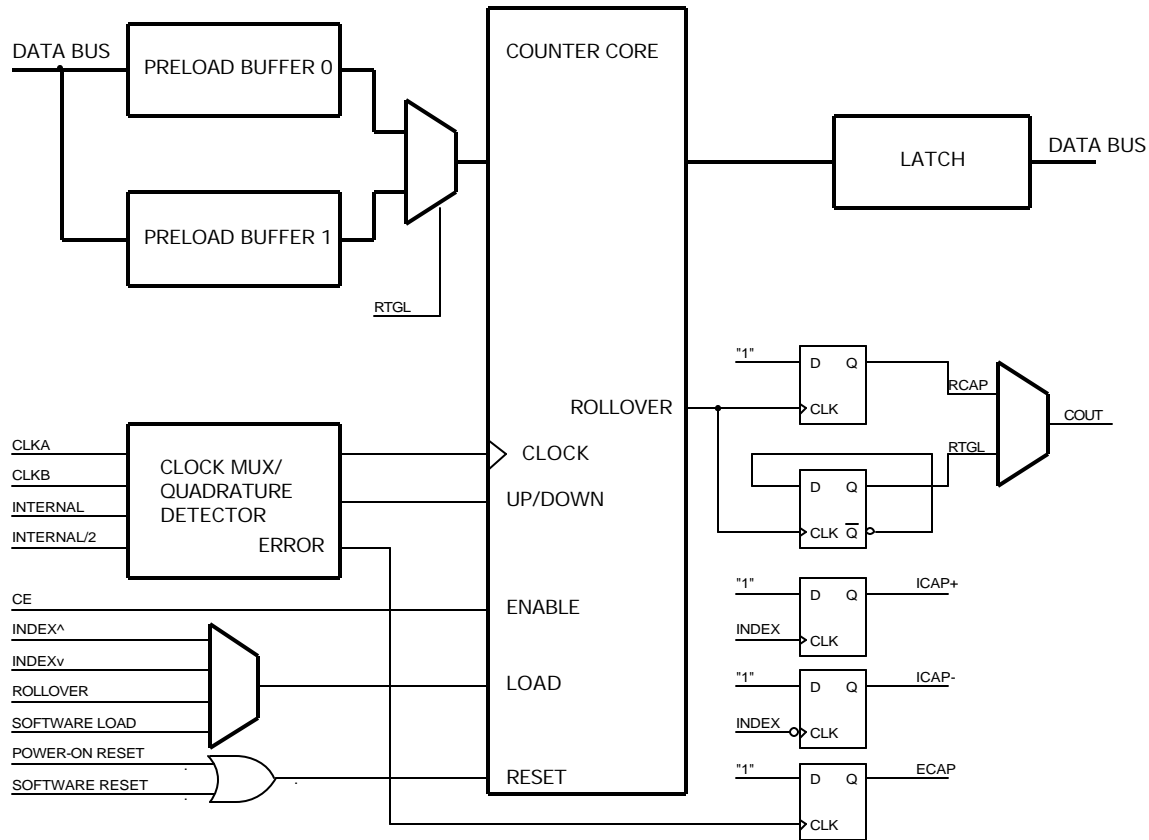 DATA BUS
PRELOAD BUFFER 0
PRELOAD BUFFER 1
RTGL
COUNTER CORE
LATCH
DATA BUS
ROLLOVER
CLOCK
UP/DOWN
ENABLE
LOAD
RESET
CLKA
CLKB
INTERNAL
INTERNAL/2
CLOCK MUX/
QUADRATURE
DETECTOR
ERROR
CE
INDEX^
INDEXv
ROLLOVER
SOFTWARE LOAD
POWER-ON RESET
SOFTWARE RESET
"1"
D Q
CLK
RCAP
RTGL
COUT
D Q
CLK Q
"1"
D Q
ICAP+
INDEX
CLK
"1"
D Q
ICAP-
INDEX
CLK
"1"
D Q
ECAP
CLK